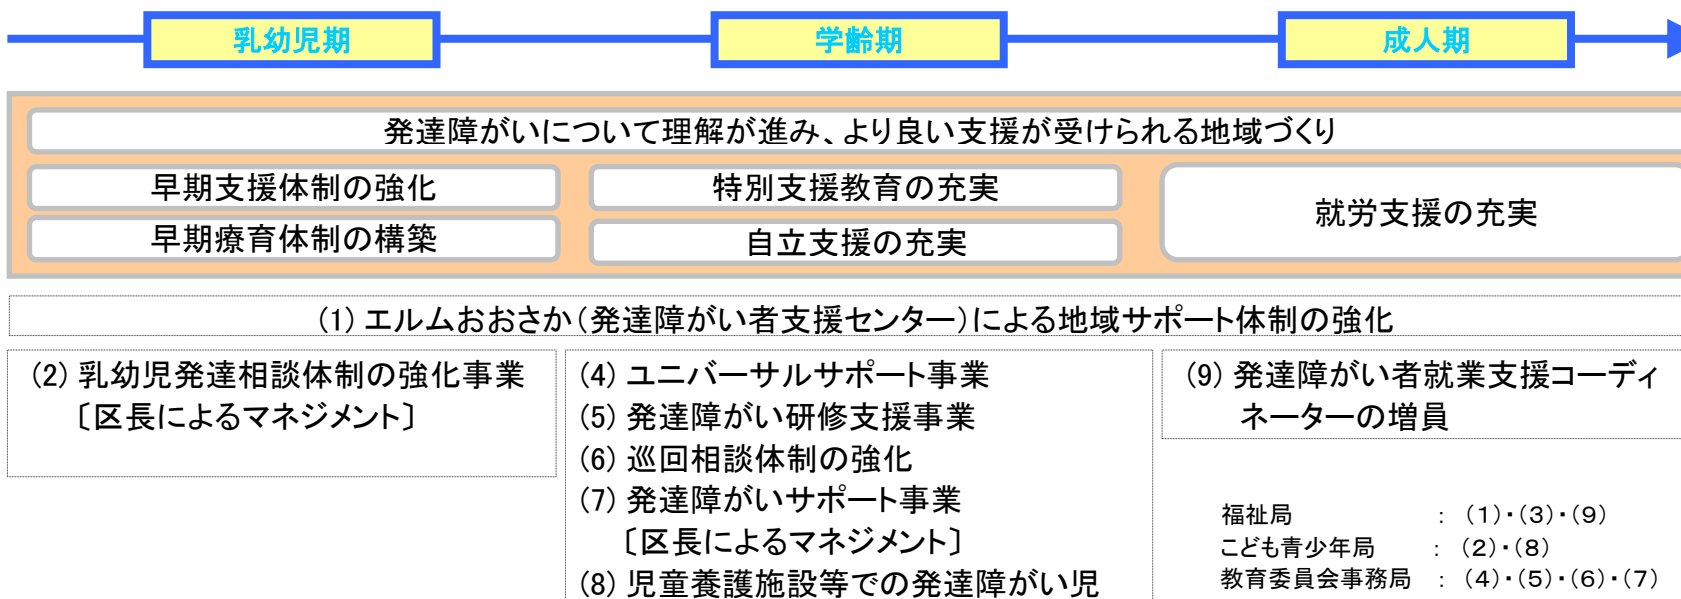 乳幼児期
学齢期
成人期
発達障がいについて理解が進み、より良い支援が受けられる地域づくり
早期支援体制の強化
早期療育体制の構築
特別支援教育の充実
自立支援の充実
就労支援の充実
(1) エルムおおさか（発達障がい者支援センター）による地域サポート体制の強化
(2) 乳幼児発達相談体制の強化事業
〔区長によるマネジメント〕
(4) ユニバーサルサポート事業
(5) 発達障がい研修支援事業
(6) 巡回相談体制の強化
(7) 発達障がいサポート事業
〔区長によるマネジメント〕
(8) 児童養護施設等での発達障がい児
(9) 発達障がい者就業支援コーディ
ネーターの増員
福祉局 ： （１）・（３）・（９）
こども青少年局 ： （２）・（８）
教育委員会事務局 ： （４）・（５）・（６）・（７）